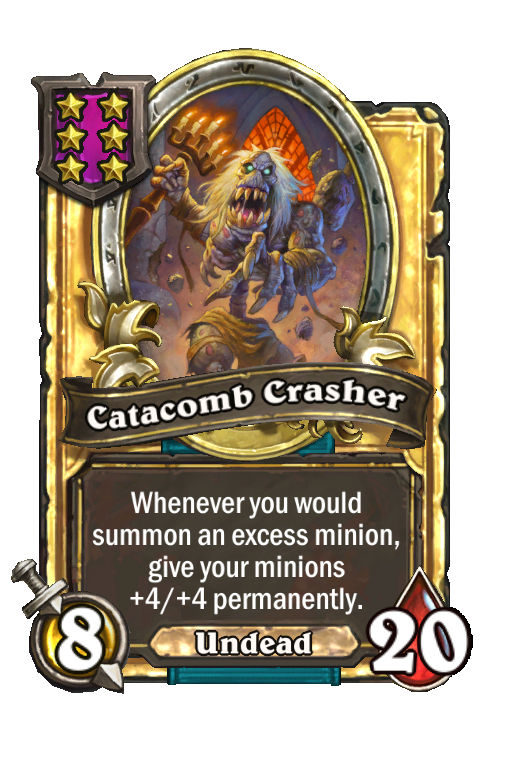 Catacomb Crasher
Whenever you would
summon an excess minion,
give your minions
+4/+4 permanently.
8
Undead
20